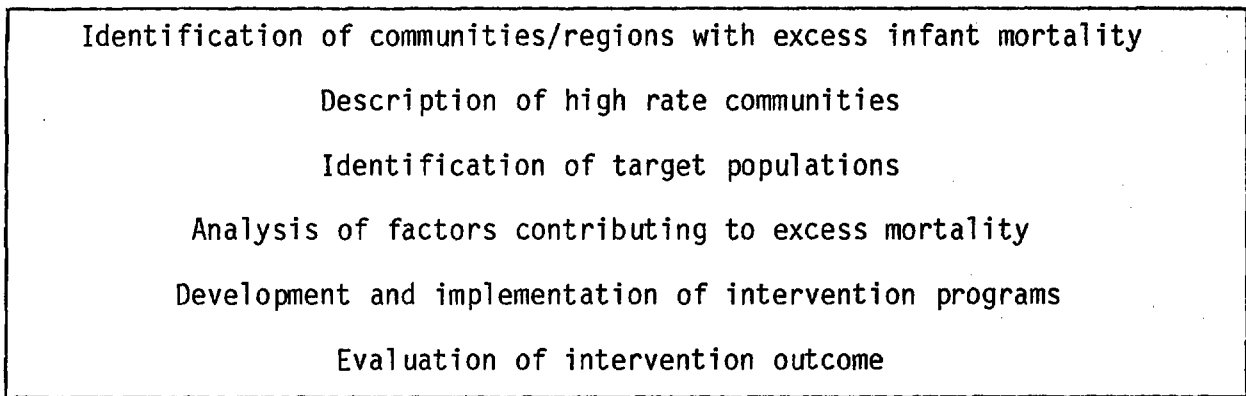 Identification of communities/regions with excess infant mortality
Description of high rate communities
Identification of target populations
Analysis of factors contributing to excess mortality
Development and implementation of intervention programs
Evaluation of intervention outcome